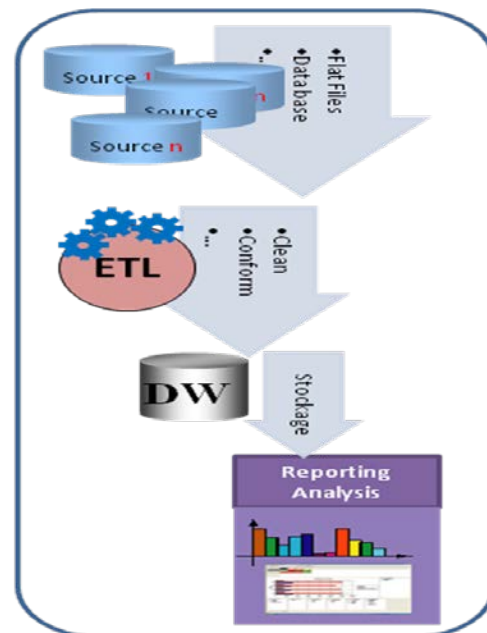 Source 1
n
Source
Source n
•Flat Files
•Database
•..
ETL
•Clean
•Conform
•...
DW
Stockage
Reporting
Analysis